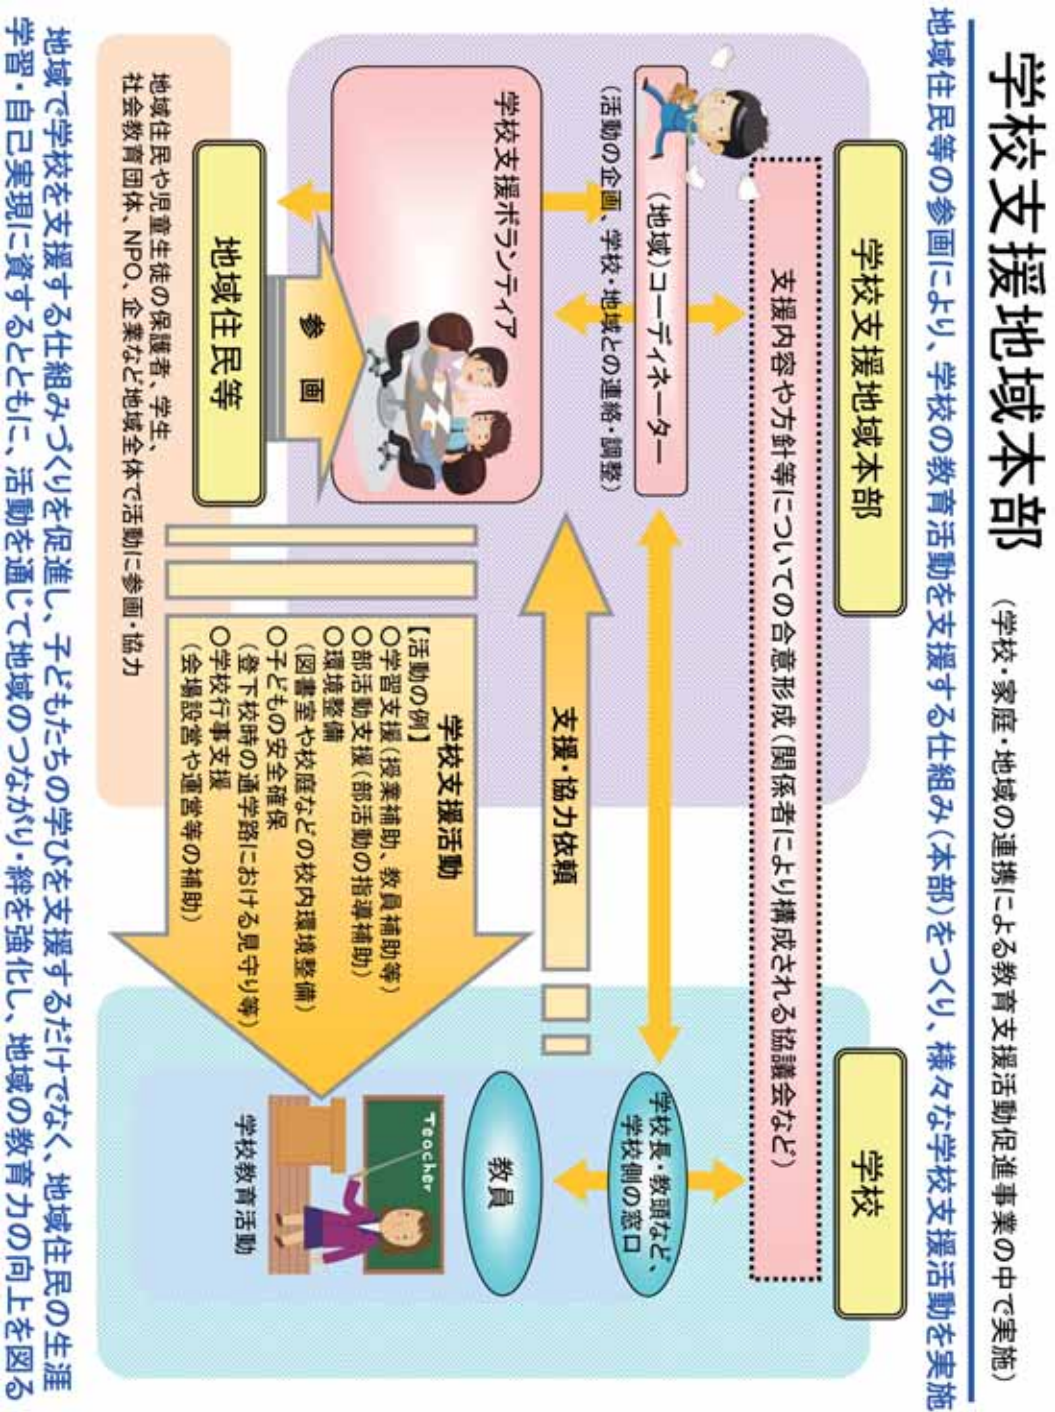 学校支援地域本部
(学校・家庭・地域の連携による教育支援活動促進事業の中で実施)
地域住民等の参画により、学校の教育活動を支援する仕組み(本部)をつくり、様々な学校支援活動を実施
学校支援地域本部
学校
支援内容や方針等についての合意形成(関係者により構成される協議会など)
(地域)コーディネーター
(活動の企画、学校・地域との連絡・調整)
学校長・教頭など、
学校側の窓口
学校支援ボランティア
支援・協力依頼
教員
参画
学校支援活動
【活動の例】
○学習支援(授業補助、教員補助等)
○部活動支援(部活動の指導補助)
○環境整備
(図書室や校庭などの校内環境整備)
○子どもの安全確保
(登下校時の通学路における見守り等)
○学校行事支援
(会場設営や運営等の補助)
Teacher
学校教育活動
地域住民等
地域住民や児童生徒の保護者、学生、
社会教育団体、NPO、企業など地域全体で活動に参画・協力
地域で学校を支援する仕組みづくりを促進し、子どもたちの学びを支援するだけでなく、地域住民の生涯
学習・自己実現に資するとともに、活動を通じて地域のつながり・絆を強化し、地域の教育力の向上を図る